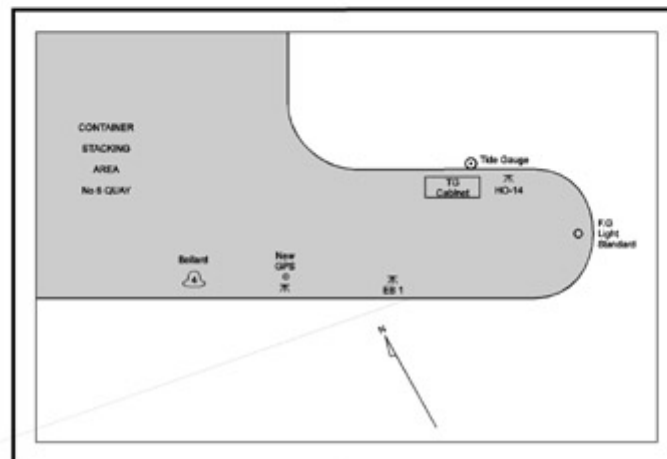 CONTAINER
STACKING
AREA
No 6 QUAY
Tide Gauge
TG
Cabinet
HO-14
F.G
Light
Standard
Bollard
4
New
GPS
EB 1
N